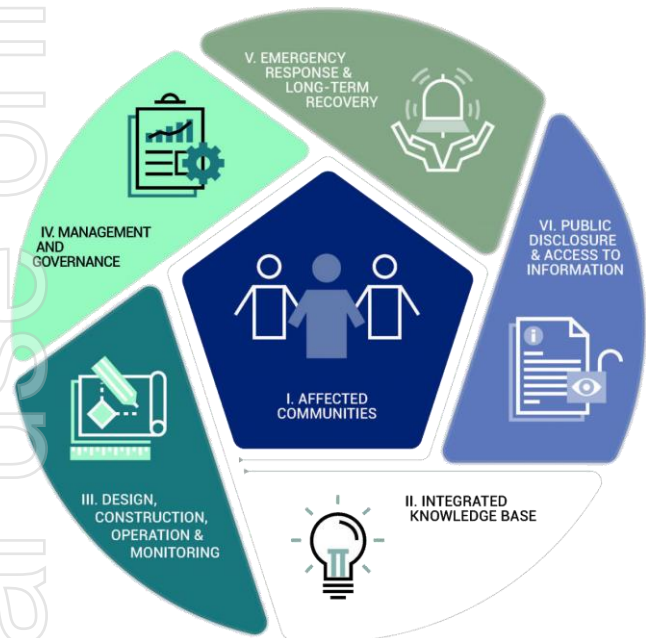 V. EMERGENCY
RESPONSE &
LONG-TERM
RECOVERY
IV. MANAGEMENT
AND
GOVERNANCE
VI. PUBLIC
DISCLOSURE
& ACCESS TO
INFORMATION
I. AFFECTED
COMMUNITIES
III. DESIGN,
CONSTRUCTION,
OPERATION &
MONITORING
II. INTEGRATED
KNOWLEDGE BASE